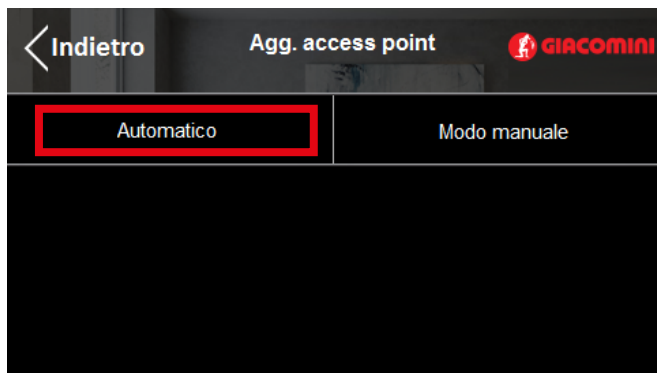 Indietro
Agg. access point
GIACOMINI
Automatico
Modo manuale